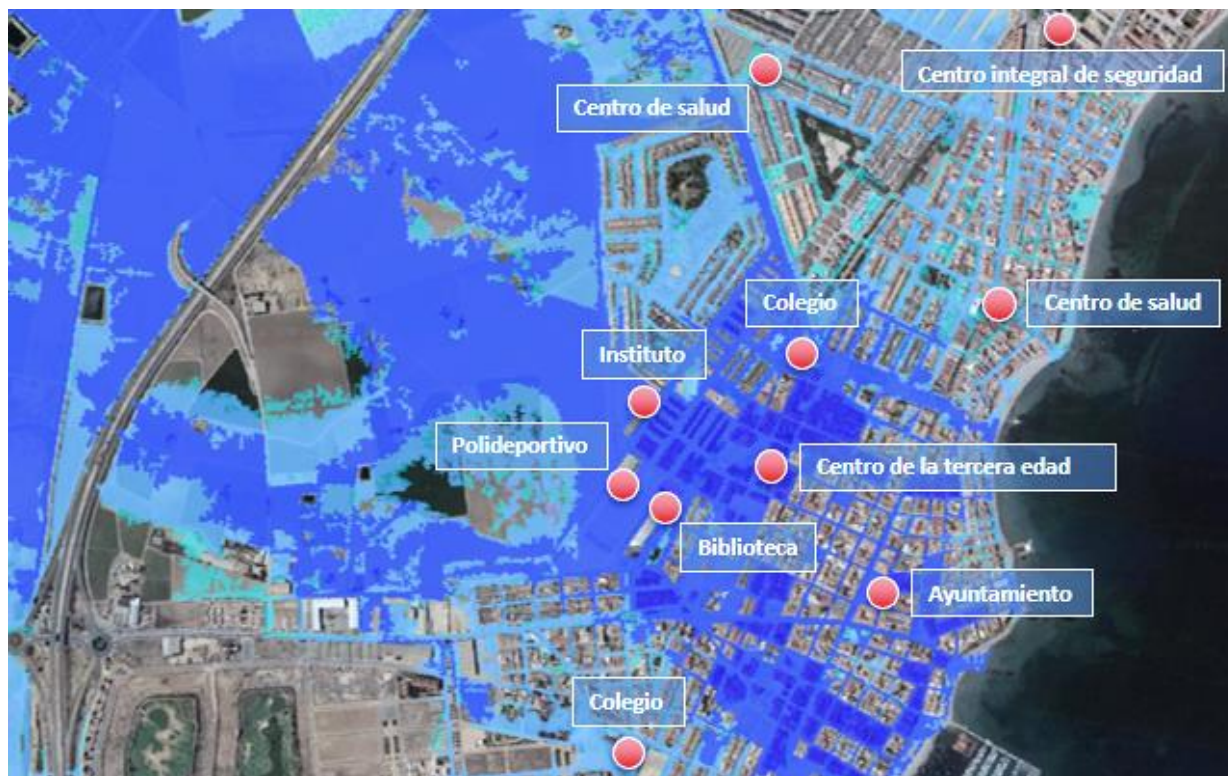 Centro integral de seguridad
Centro de salud
Colegio
Centro de salud
Instituto
Polideportivo
Centro de la tercera edad
Biblioteca
Ayuntamiento
Colegio